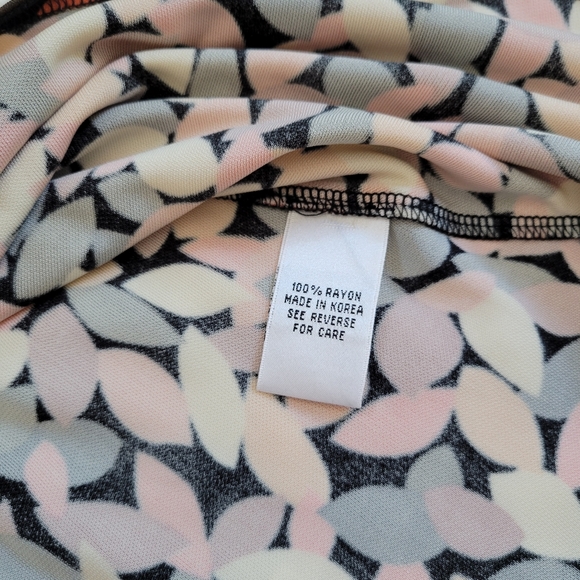 100% RAYON
MADE IN KOREA
SEE REVERSE
FOR CARE